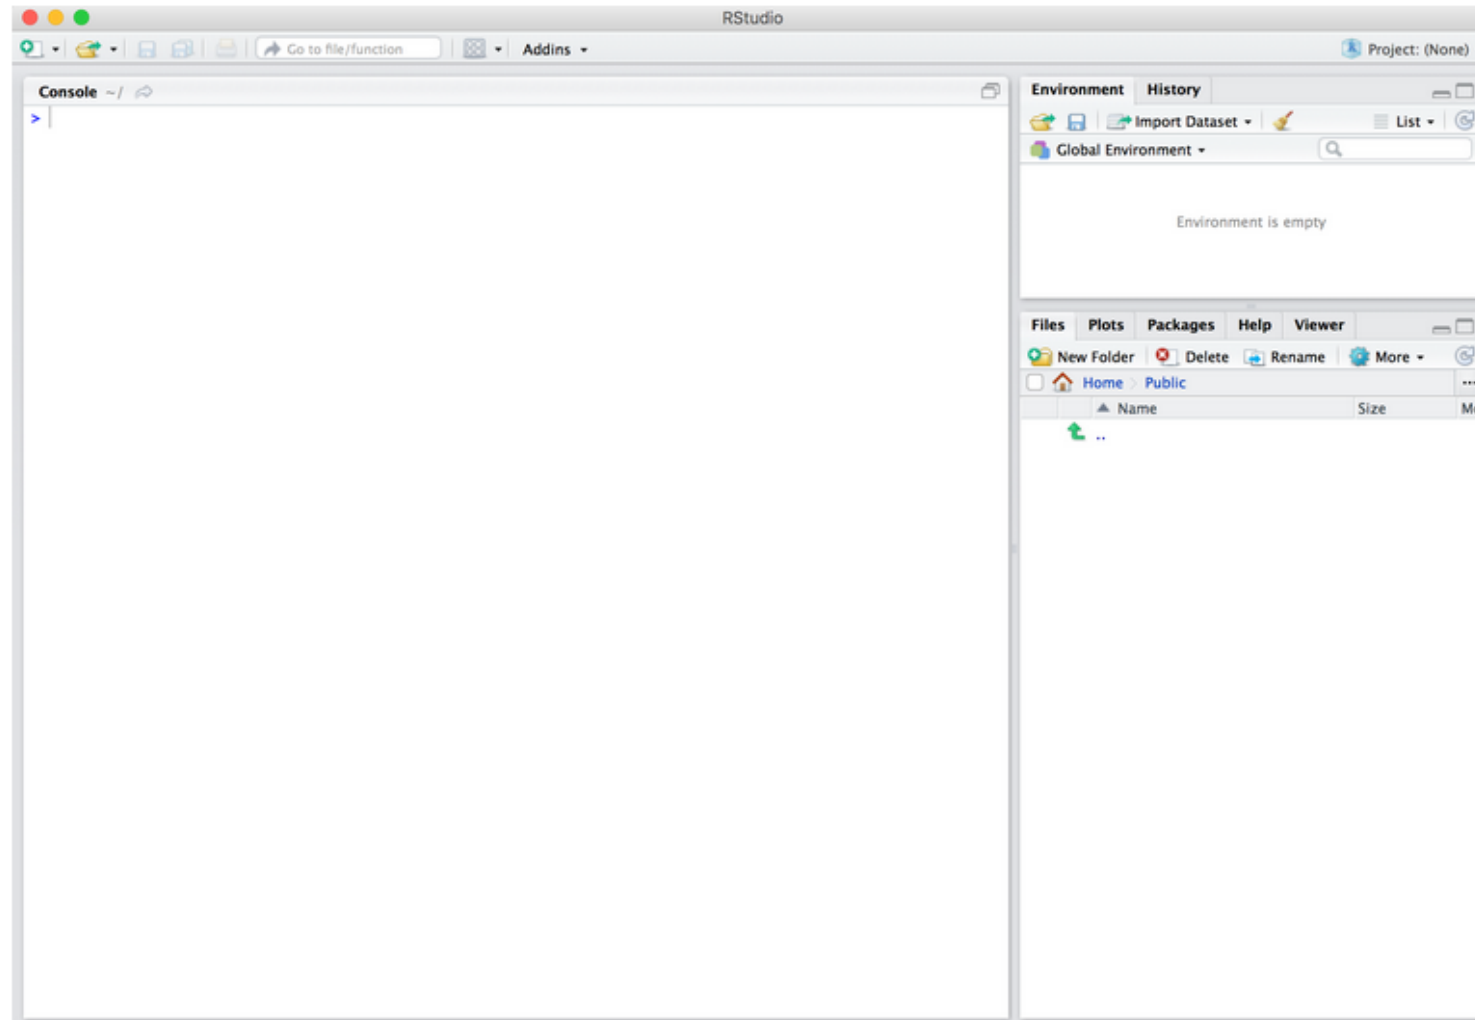 RStudio
Go to file/function Addins Project: (None)
Console ~/
>
Environment History
Import Dataset List
Global Environment
Environment is empty
Files Plots Packages Help Viewer
New Folder Delete Rename More
Home Public ...
Name Size
..